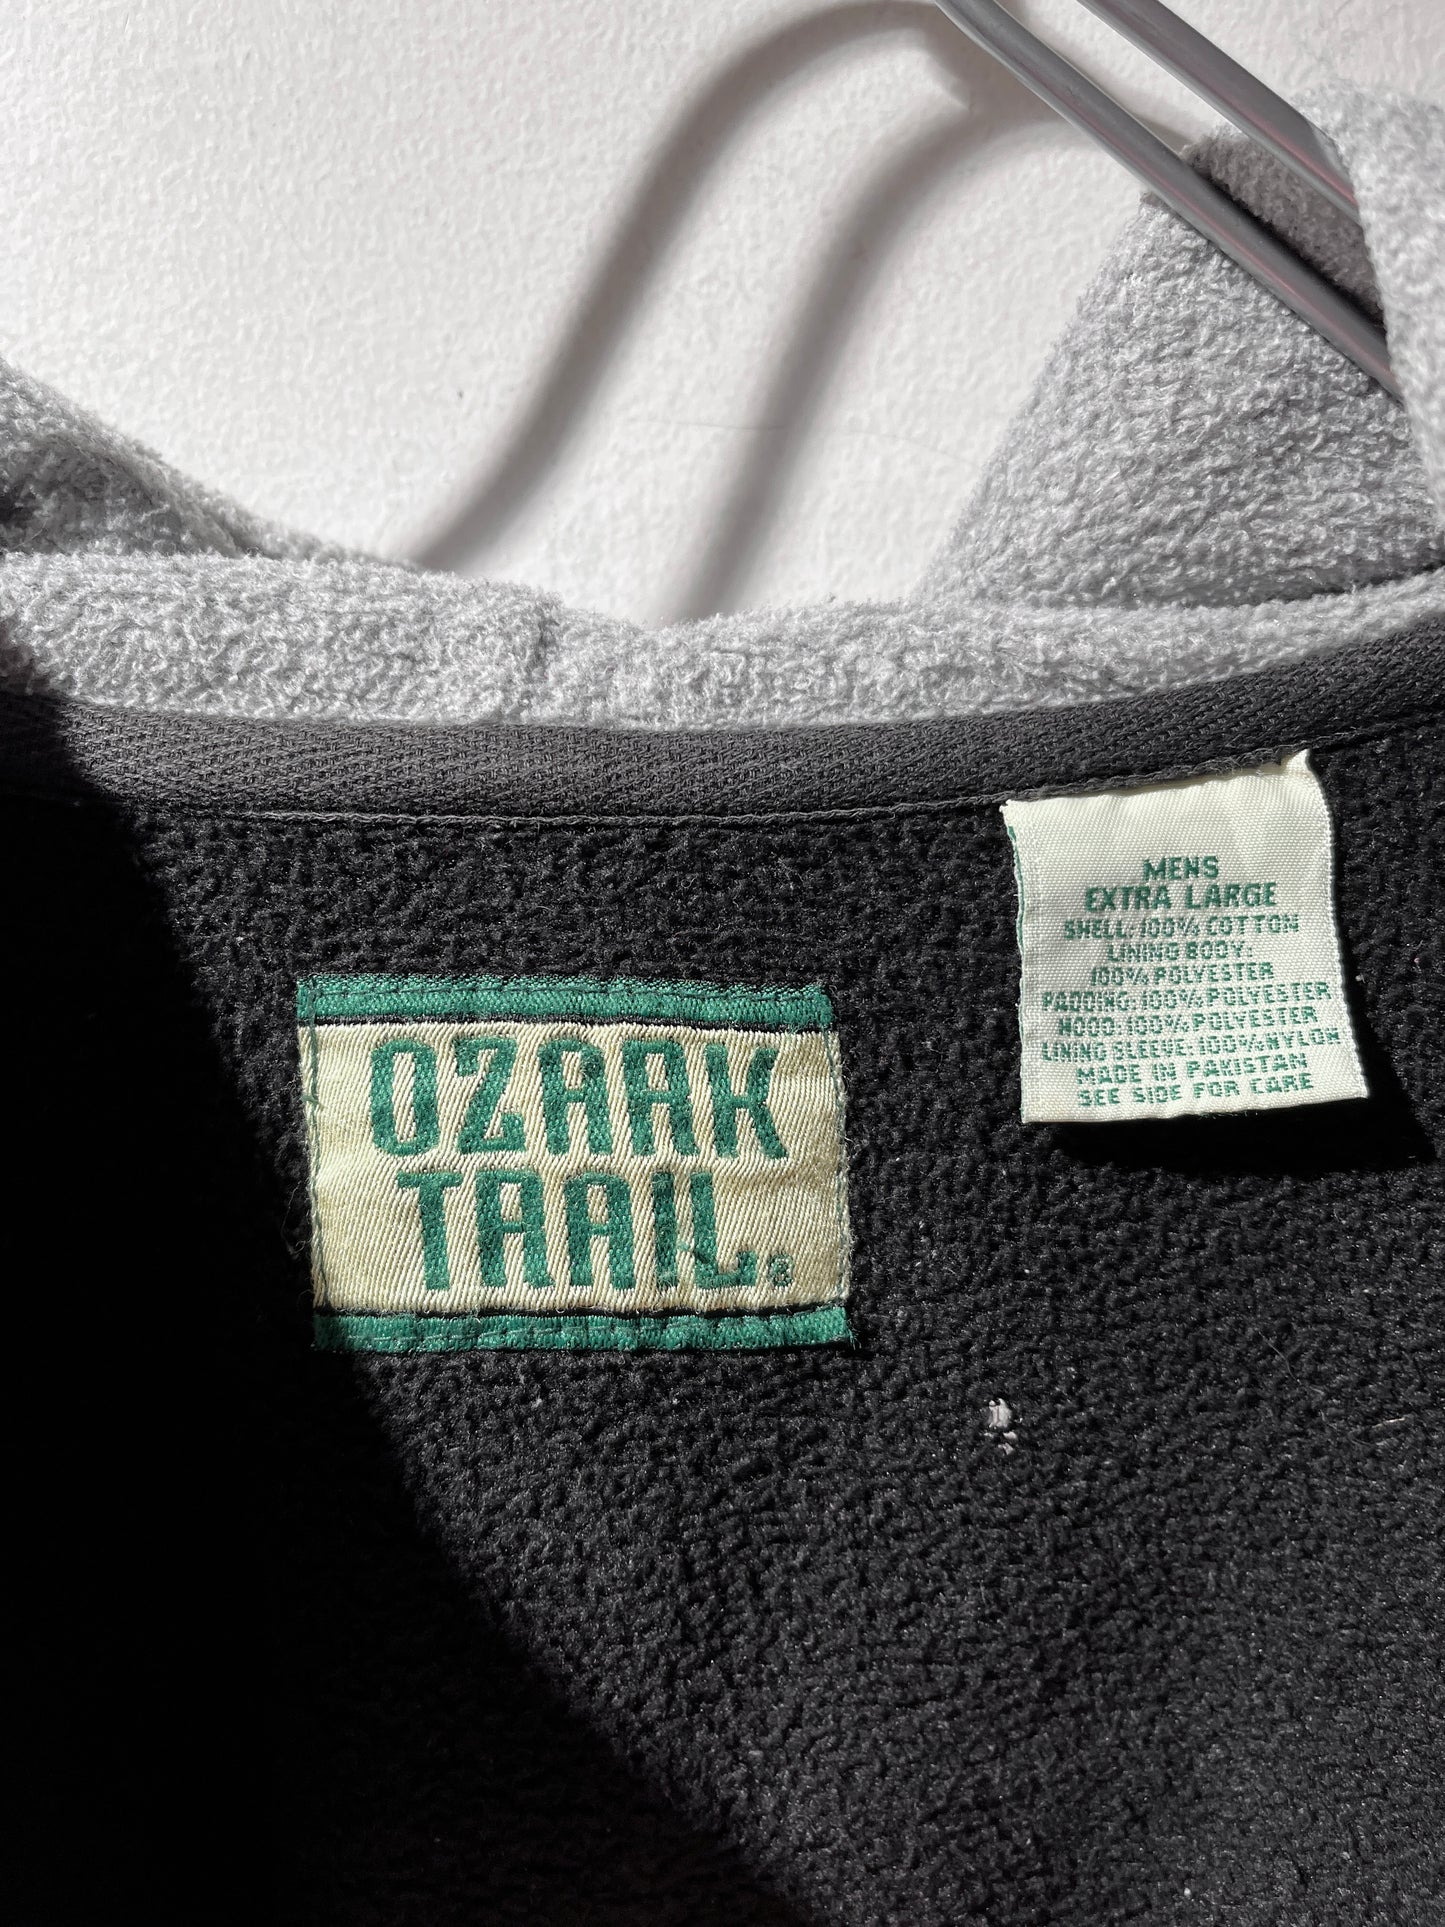 OZARK
TRAIL®
MENS
EXTRA LARGE
SHELL: 100% COTTON
LINING BODY:
100% POLYESTER
PADDING: 100% POLYESTER
HOOD: 100% POLYESTER
LINING SLEEVE: 100% NYLON
MADE IN PAKISTAN
SEE SIDE FOR CARE